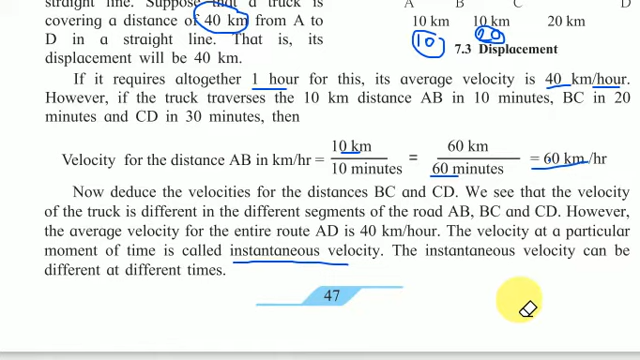 straight line. Suppose that a truck is
covering a distance of 40 km from A to
D in a straight line. That is, its
displacement will be 40 km.
A B C D
10 km 10 km 20 km
10 20
7.3 Displacement
If it requires altogether 1 hour for this, its average velocity is 40 km/hour.
However, if the truck traverses the 10 km distance AB in 10 minutes, BC in 20
minutes and CD in 30 minutes, then
Velocity for the distance AB in km/hr = 10 km / 10 minutes = 60 km / 60 minutes = 60 km /hr
Now deduce the velocities for the distances BC and CD. We see that the velocity
of the truck is different in the different segments of the road AB, BC and CD. However,
the average velocity for the entire route AD is 40 km/hour. The velocity at a particular
moment of time is called instantaneous velocity. The instantaneous velocity can be
different at different times.
47